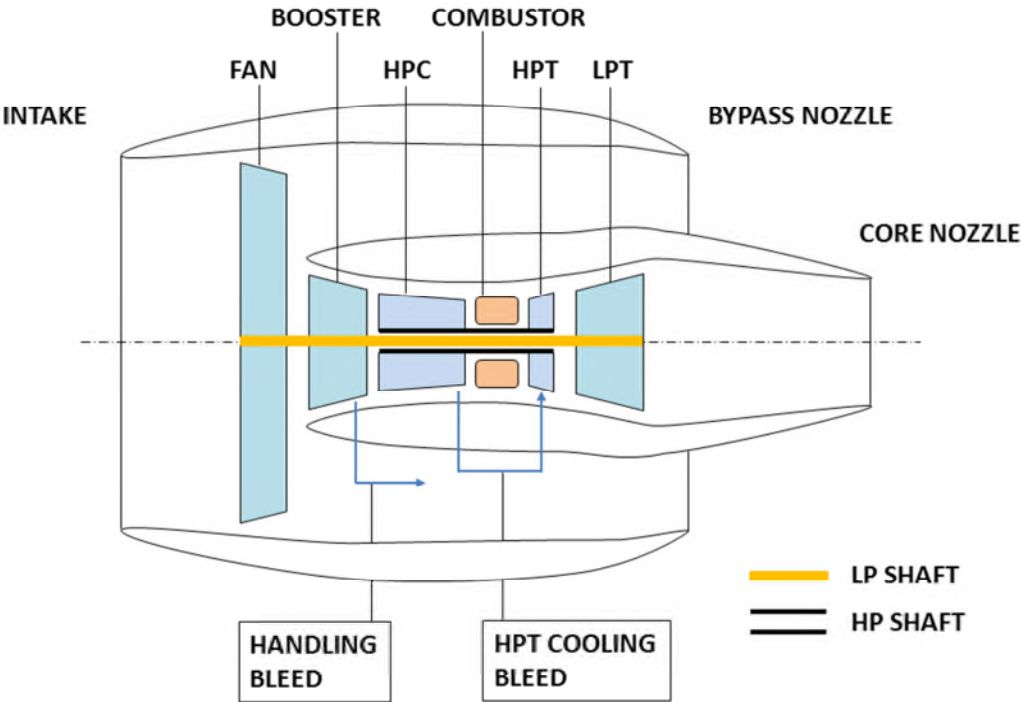 BOOSTER
COMBUSTOR
FAN
HPC
HPT
LPT
INTAKE
BYPASS NOZZLE
CORE NOZZLE
LP SHAFT
HP SHAFT
HANDLING
BLEED
HPT COOLING
BLEED